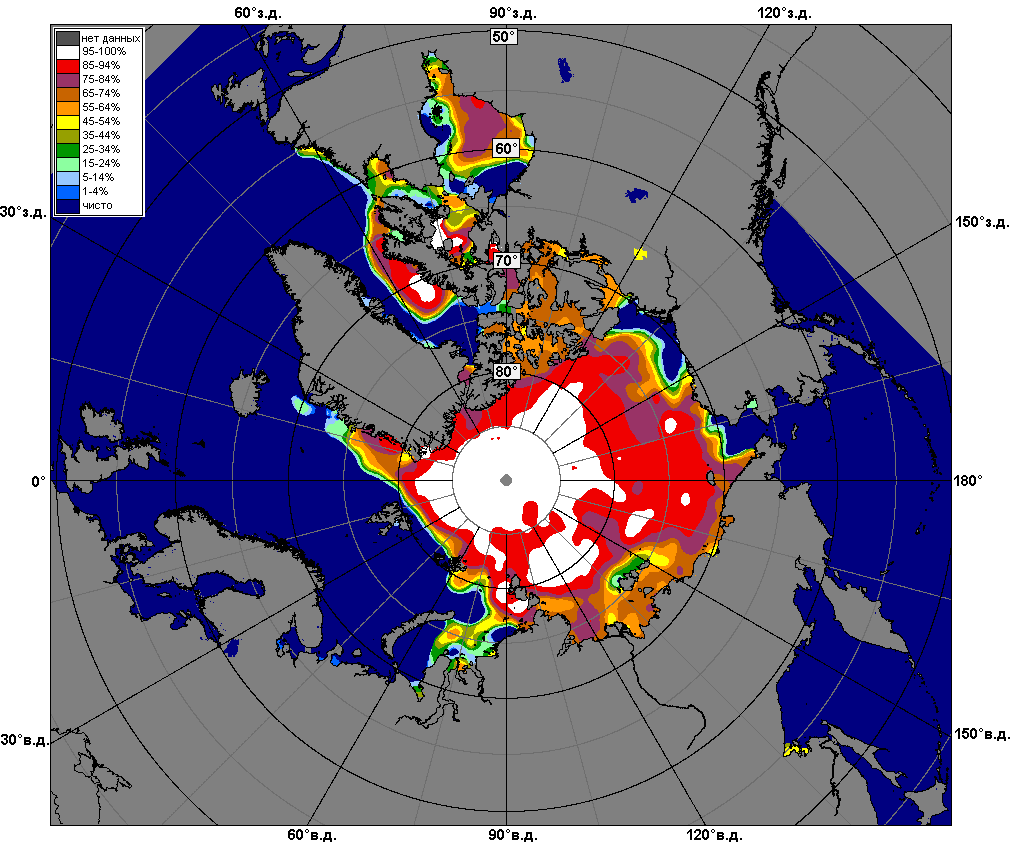 60°з.д.
90°з.д.
120°з.д.
нет данных
95-100%
85-94%
75-84%
65-74%
55-64%
45-54%
35-44%
25-34%
15-24%
5-14%
1-4%
чисто
50°
60°
30°з.д.
150°з.д.
70°
80°
0°
180°
30°в.д.
150°в.д.
60°в.д.
90°в.д.
120°в.д.